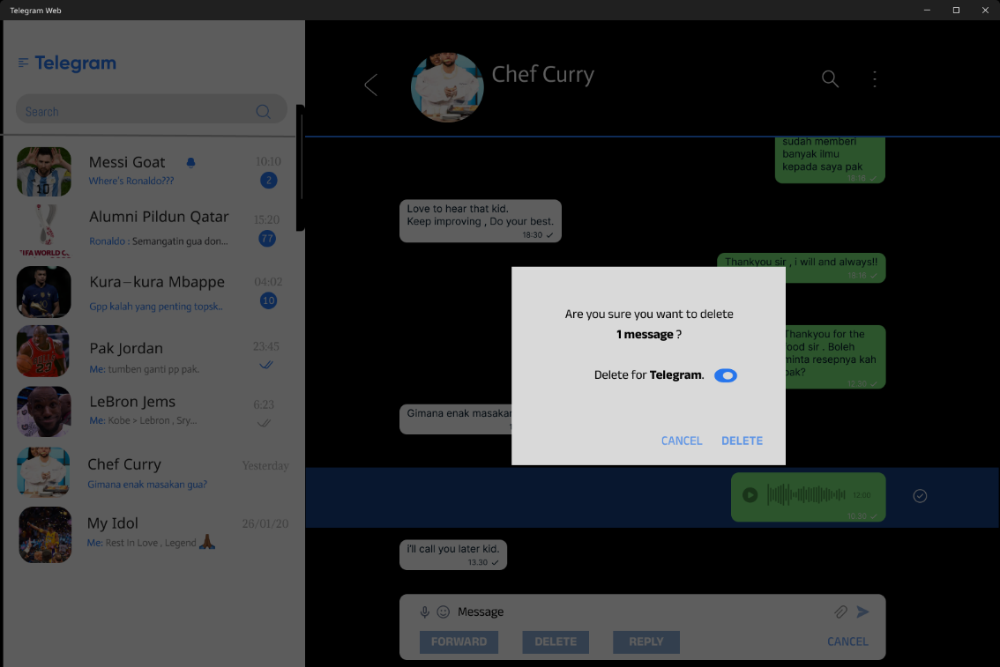 Telegram Web
Telegram
Search
Messi Goat
10:10
Where's Ronaldo???
2
Alumni Pildun Qatar
15:20
Ronaldo : Semangatin gua don...
77
FIFA WORLD C
Kura-kura Mbappe
04:02
Gpp kalah yang penting topsk..
10
Pak Jordan
23:45
Me: tumben ganti pp pak.
LeBron Jems
6:23
Me: Kobe > Lebron , Sry...
Chef Curry
Yesterday
Gimana enak masakan gua?
My Idol
26/01/20
Me: Rest In Love , Legend
Chef Curry
sudah memberi
banyak ilmu
kepada saya pak
18:16
Love to hear that kid.
Keep improving , Do your best.
18:30
Thankyou sir , i will and always!!
18:16
Thankyou for the
ood sir . Boleh
minta resepnya kah
pak?
12:30
Gimana enak masakan
Are you sure you want to delete
1 message ?
Delete for Telegram.
CANCEL DELETE
12:00
10:30
i'll call you later kid.
13.30
Message
FORWARD DELETE REPLY CANCEL